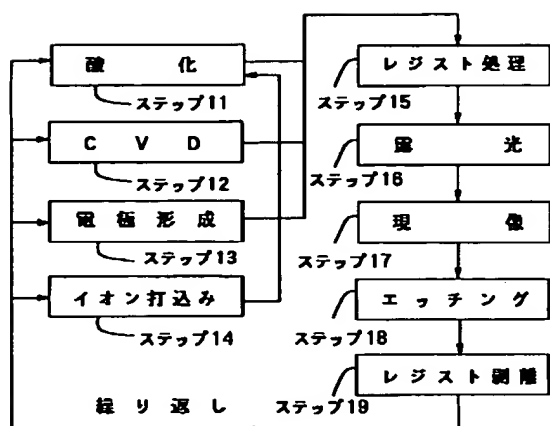 酸化
ステップ11
CVD
ステップ12
電極形成
ステップ13
イオン打込み
ステップ14
レジスト処理
ステップ15
露光
ステップ16
現像
ステップ17
エッチング
ステップ18
レジスト剥離
ステップ19
繰り返し